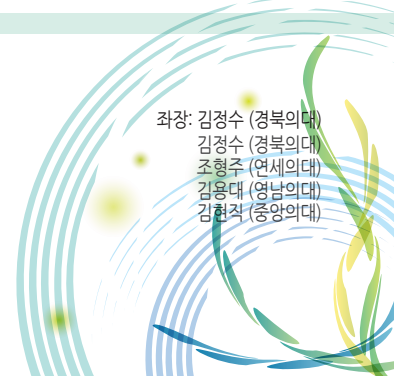 좌장: 김정수 (경북의대)
김정수 (경북의대)
조형주 (연세의대)
김용대 (영남의대)
김현직 (중앙의대)